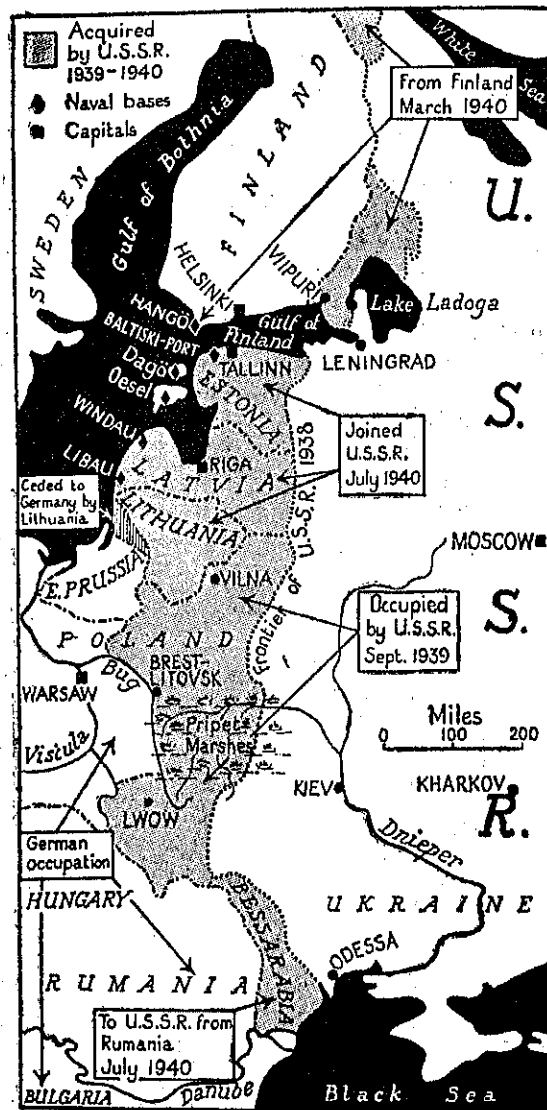 Acquired
by U.S.S.R.
1939-1940
Naval bases
Capitals
White Sea
From Finland
March 1940
SWEDEN
Gulf of Bothnia
FINLAND
U.
HELSINKI
VIIPURI
HANGÖ
Gulf of
Finland
Lake Ladoga
BALTISKI-PORT
Dagö
Oesel
TALLINN
LENINGRAD
ESTONIA
WINDAU
S.
Joined
U.S.S.R.
July 1940
RIGA
LIBAU
LATVIA
Frontier of U.S.S.R. 1938
Ceded to
Germany by
Lithuania
LITHUANIA
MOSCOW
E.PRUSSIA
VILNA
Occupied
by U.S.S.R.
Sept. 1939
S.
POLAND
BREST-
LITOVSK
Bug
WARSAW
Vistula
Pripet
Marshes
Miles
0 100 200
KIEV
KHARKOV
LWOW
R.
Dnieper
German
occupation
HUNGARY
BESSARABIA
UKRAINE
ODESSA
RUMANIA
To U.S.S.R. from
Rumania
July 1940
BULGARIA
Danube
Black Sea